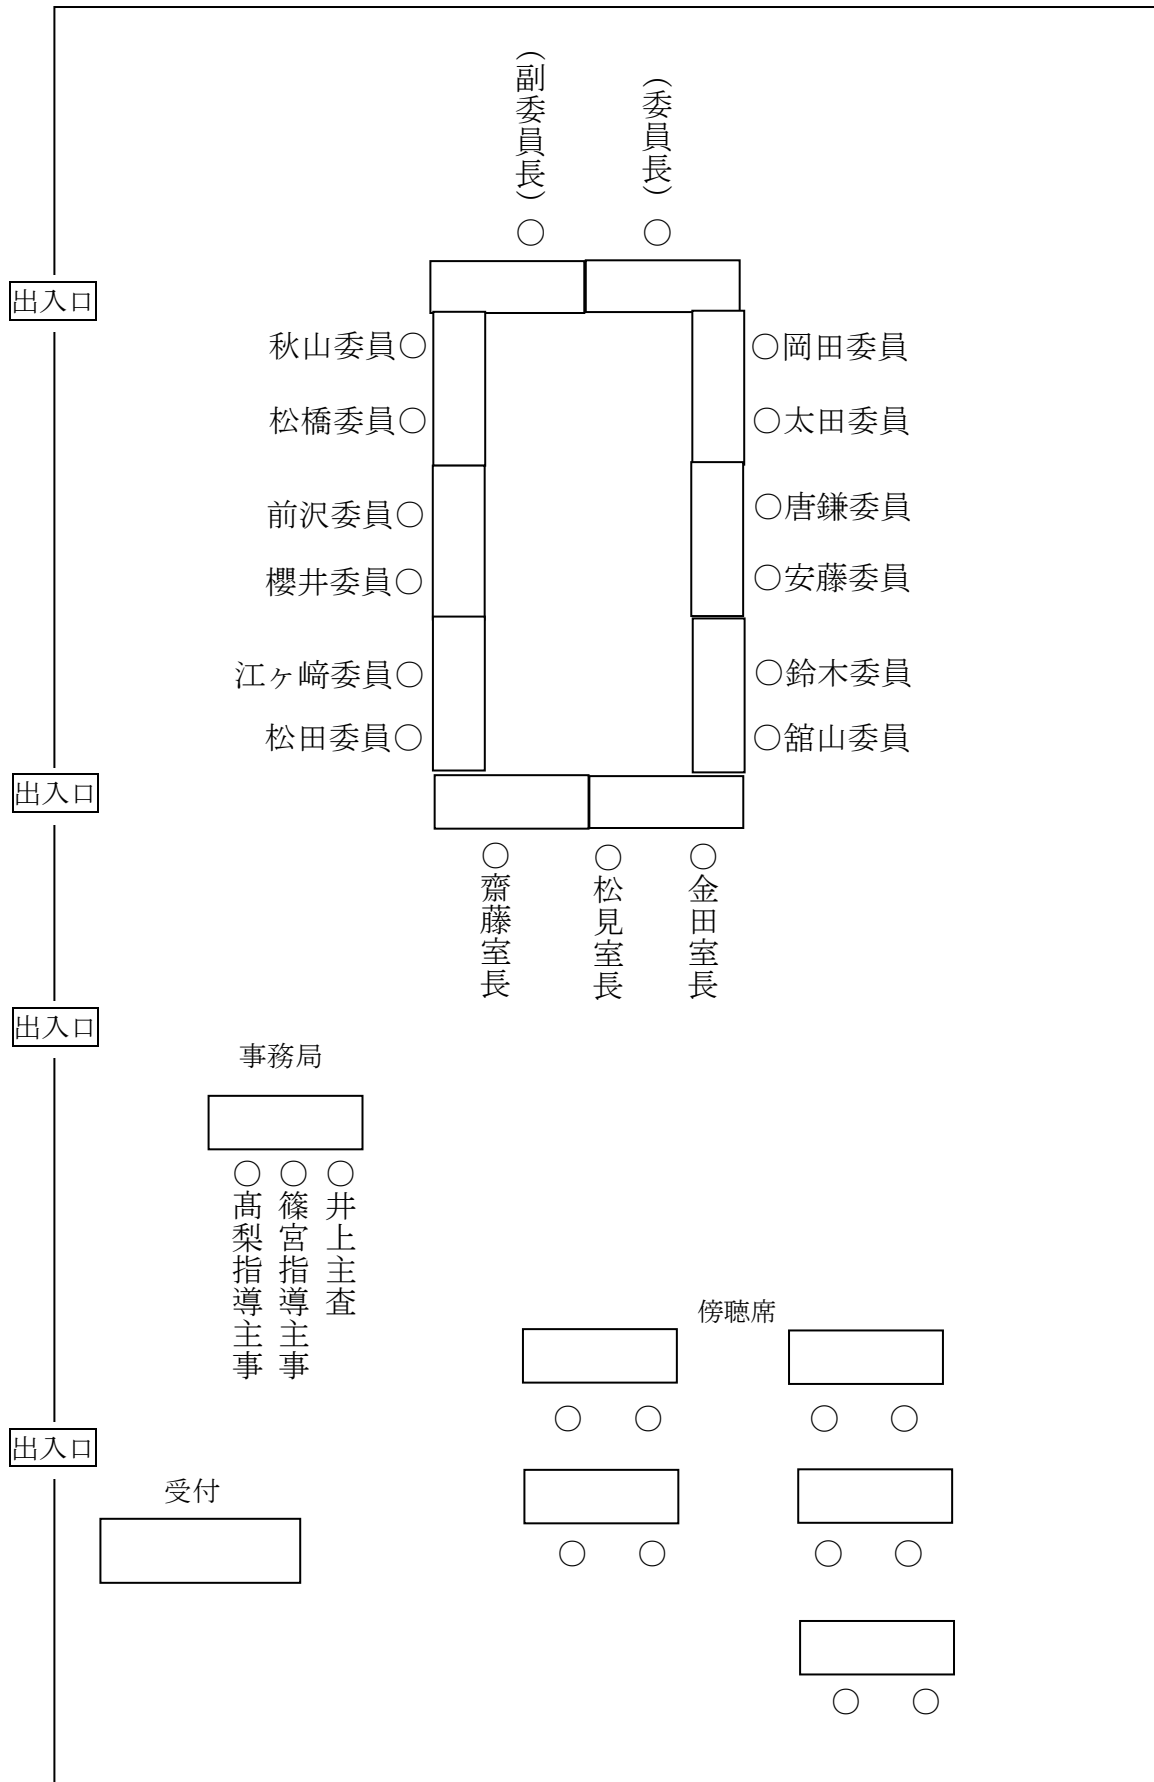 (委員長)○
(副委員長)○
出入口
秋山委員○
○岡田委員
松橋委員○
○太田委員
前沢委員○
○唐鎌委員
櫻井委員○
○安藤委員
江ヶ﨑委員○
○鈴木委員
松田委員○
○舘山委員
出入口
○金田室長
○松見室長
○齋藤室長
出入口
事務局
○井上主査
○篠宮指導主事
○髙梨指導主事
傍聴席
○ ○ ○ ○
出入口
受付
○ ○ ○ ○
○ ○